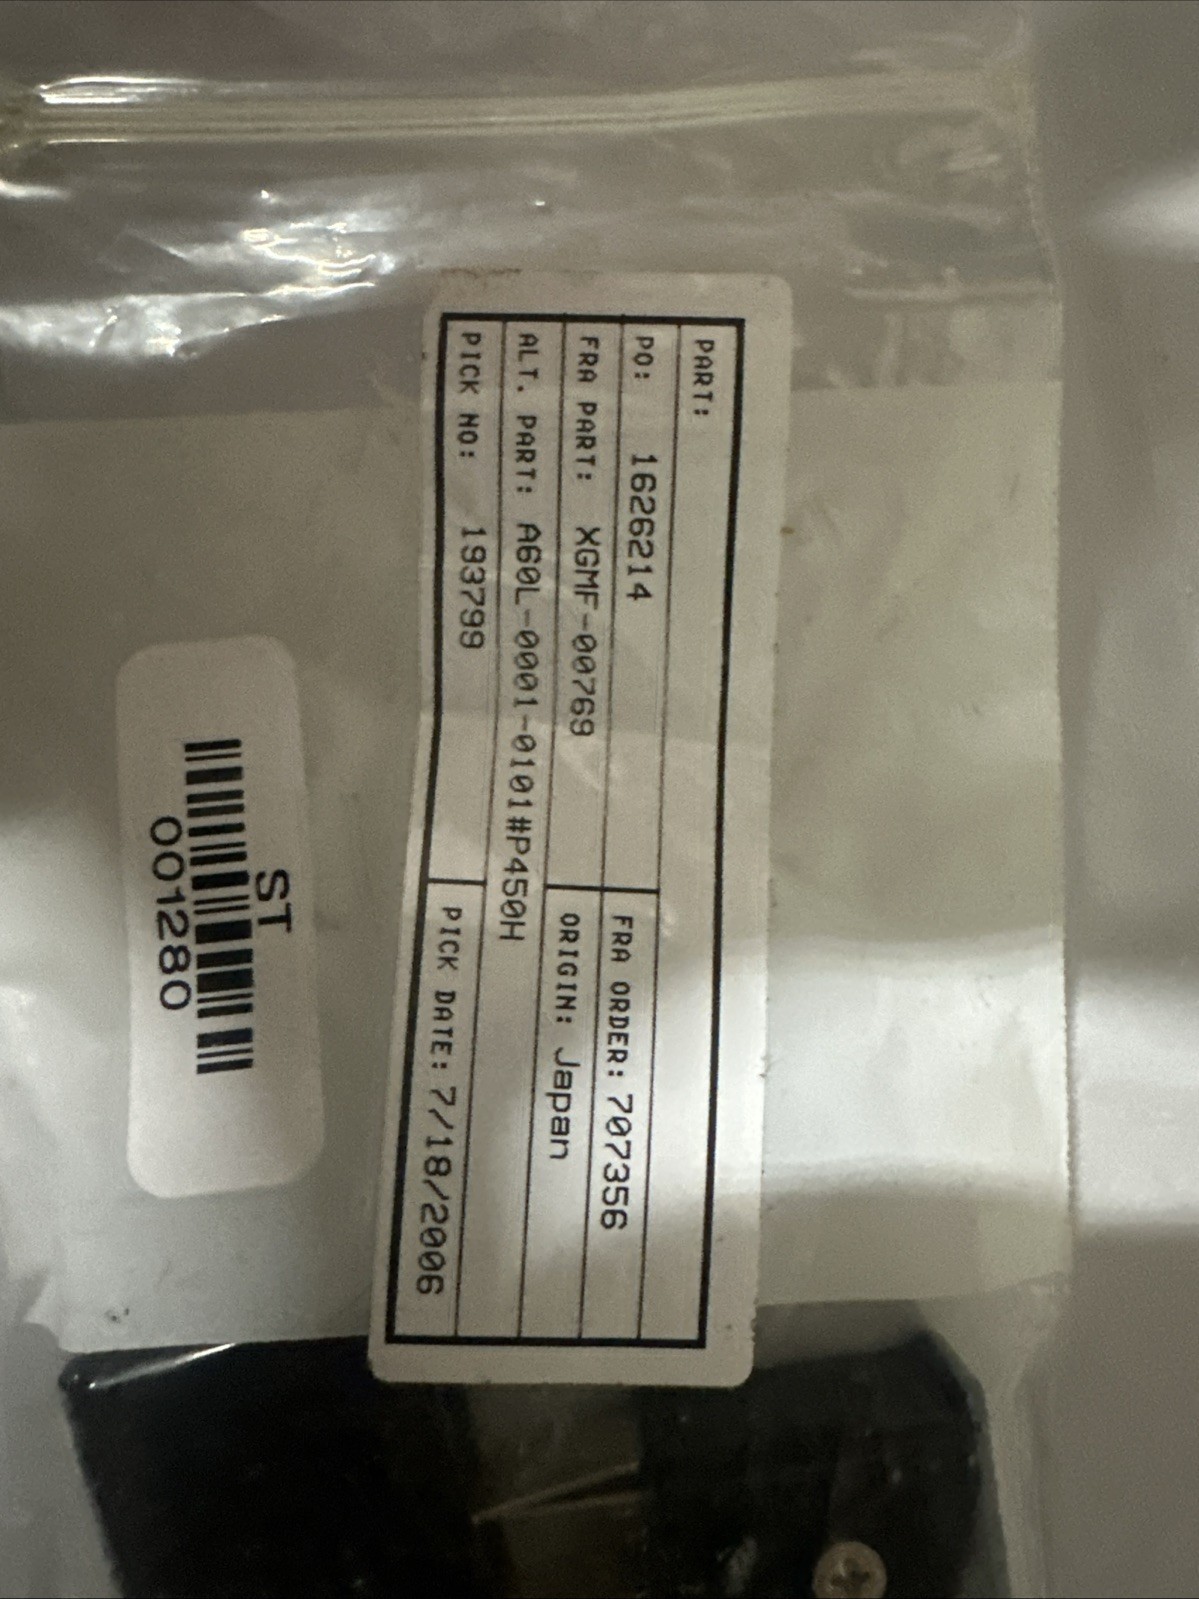 PART:
PO: 1626214 FRA ORDER: 707356
FRA PART: XGMF-00769 ORIGIN: Japan
ALT. PART: A60L-0001-0101#P450H
PICK NO: 193799 PICK DATE: 7/18/2006
ST
001280